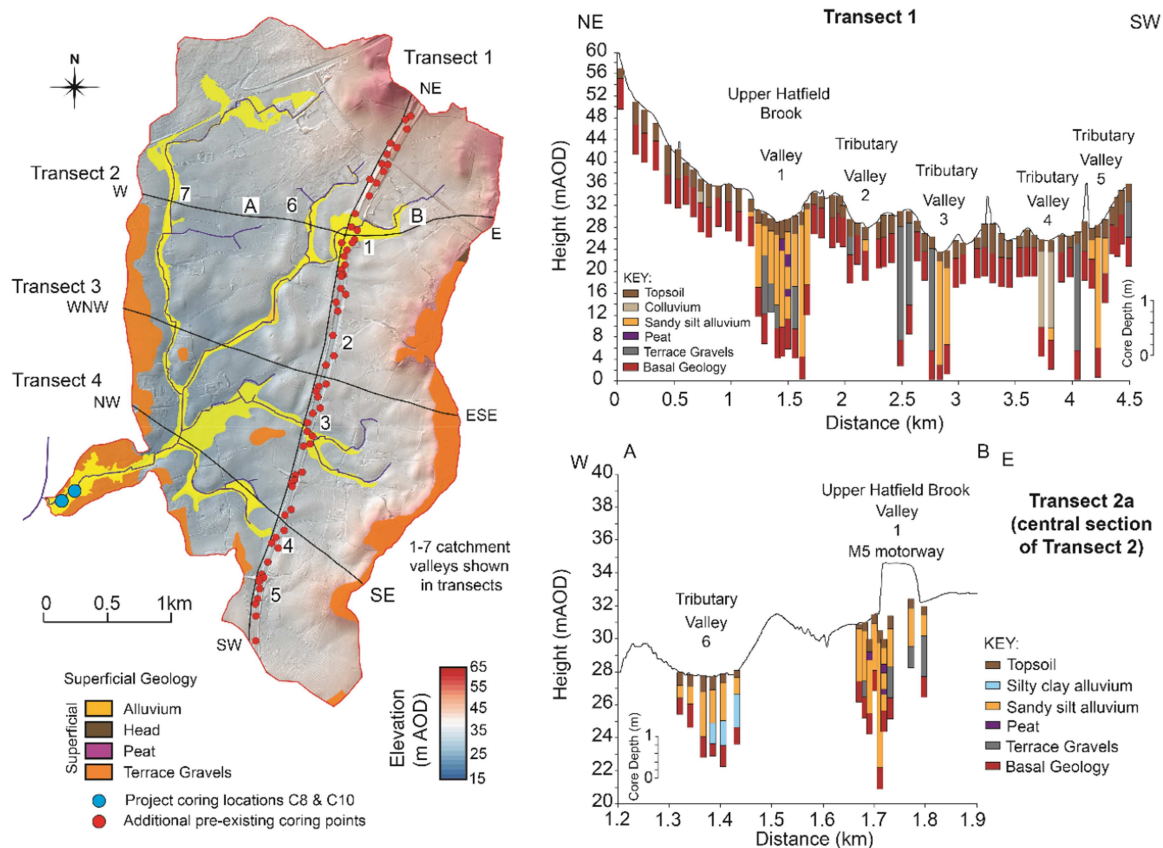 N
Transect 1
NE
Transect 2
W
A
6
B
7
1
E
Transect 3
WNW
2
Transect 4
NW
ESE
3
4
1-7 catchment
valleys shown
in transects
SE
5
SW
0 0.5 1km
Superficial Geology
Superficial
Alluvium
Head
Peat
Terrace Gravels
Project coring locations C8 & C10
Additional pre-existing coring points
Elevation
(m AOD)
65
55
45
35
25
15
NE
Transect 1
SW
Height (mAOD)
60
56
52
48
44
40
36
32
28
24
20
16
12
8
4
0
Upper Hatfield
Brook
Valley
1
Tributary
Valley
2
Tributary
Valley
3
Tributary
Valley
4
Tributary
Valley
5
KEY:
Topsoil
Colluvium
Sandy silt alluvium
Peat
Terrace Gravels
Basal Geology
1
0
Core Depth (m)
0 0.5 1 1.5 2 2.5 3 3.5 4 4.5
Distance (km)
W
A
B
E
Transect 2a
(central section
of Transect 2)
Height (mAOD)
40
38
36
34
32
30
28
26
24
22
20
Upper Hatfield Brook
Valley
1
M5 motorway
Tributary
Valley
6
1
0
Core Depth (m)
KEY:
Topsoil
Silty clay alluvium
Sandy silt alluvium
Peat
Terrace Gravels
Basal Geology
1.2 1.3 1.4 1.5 1.6 1.7 1.8 1.9
Distance (km)